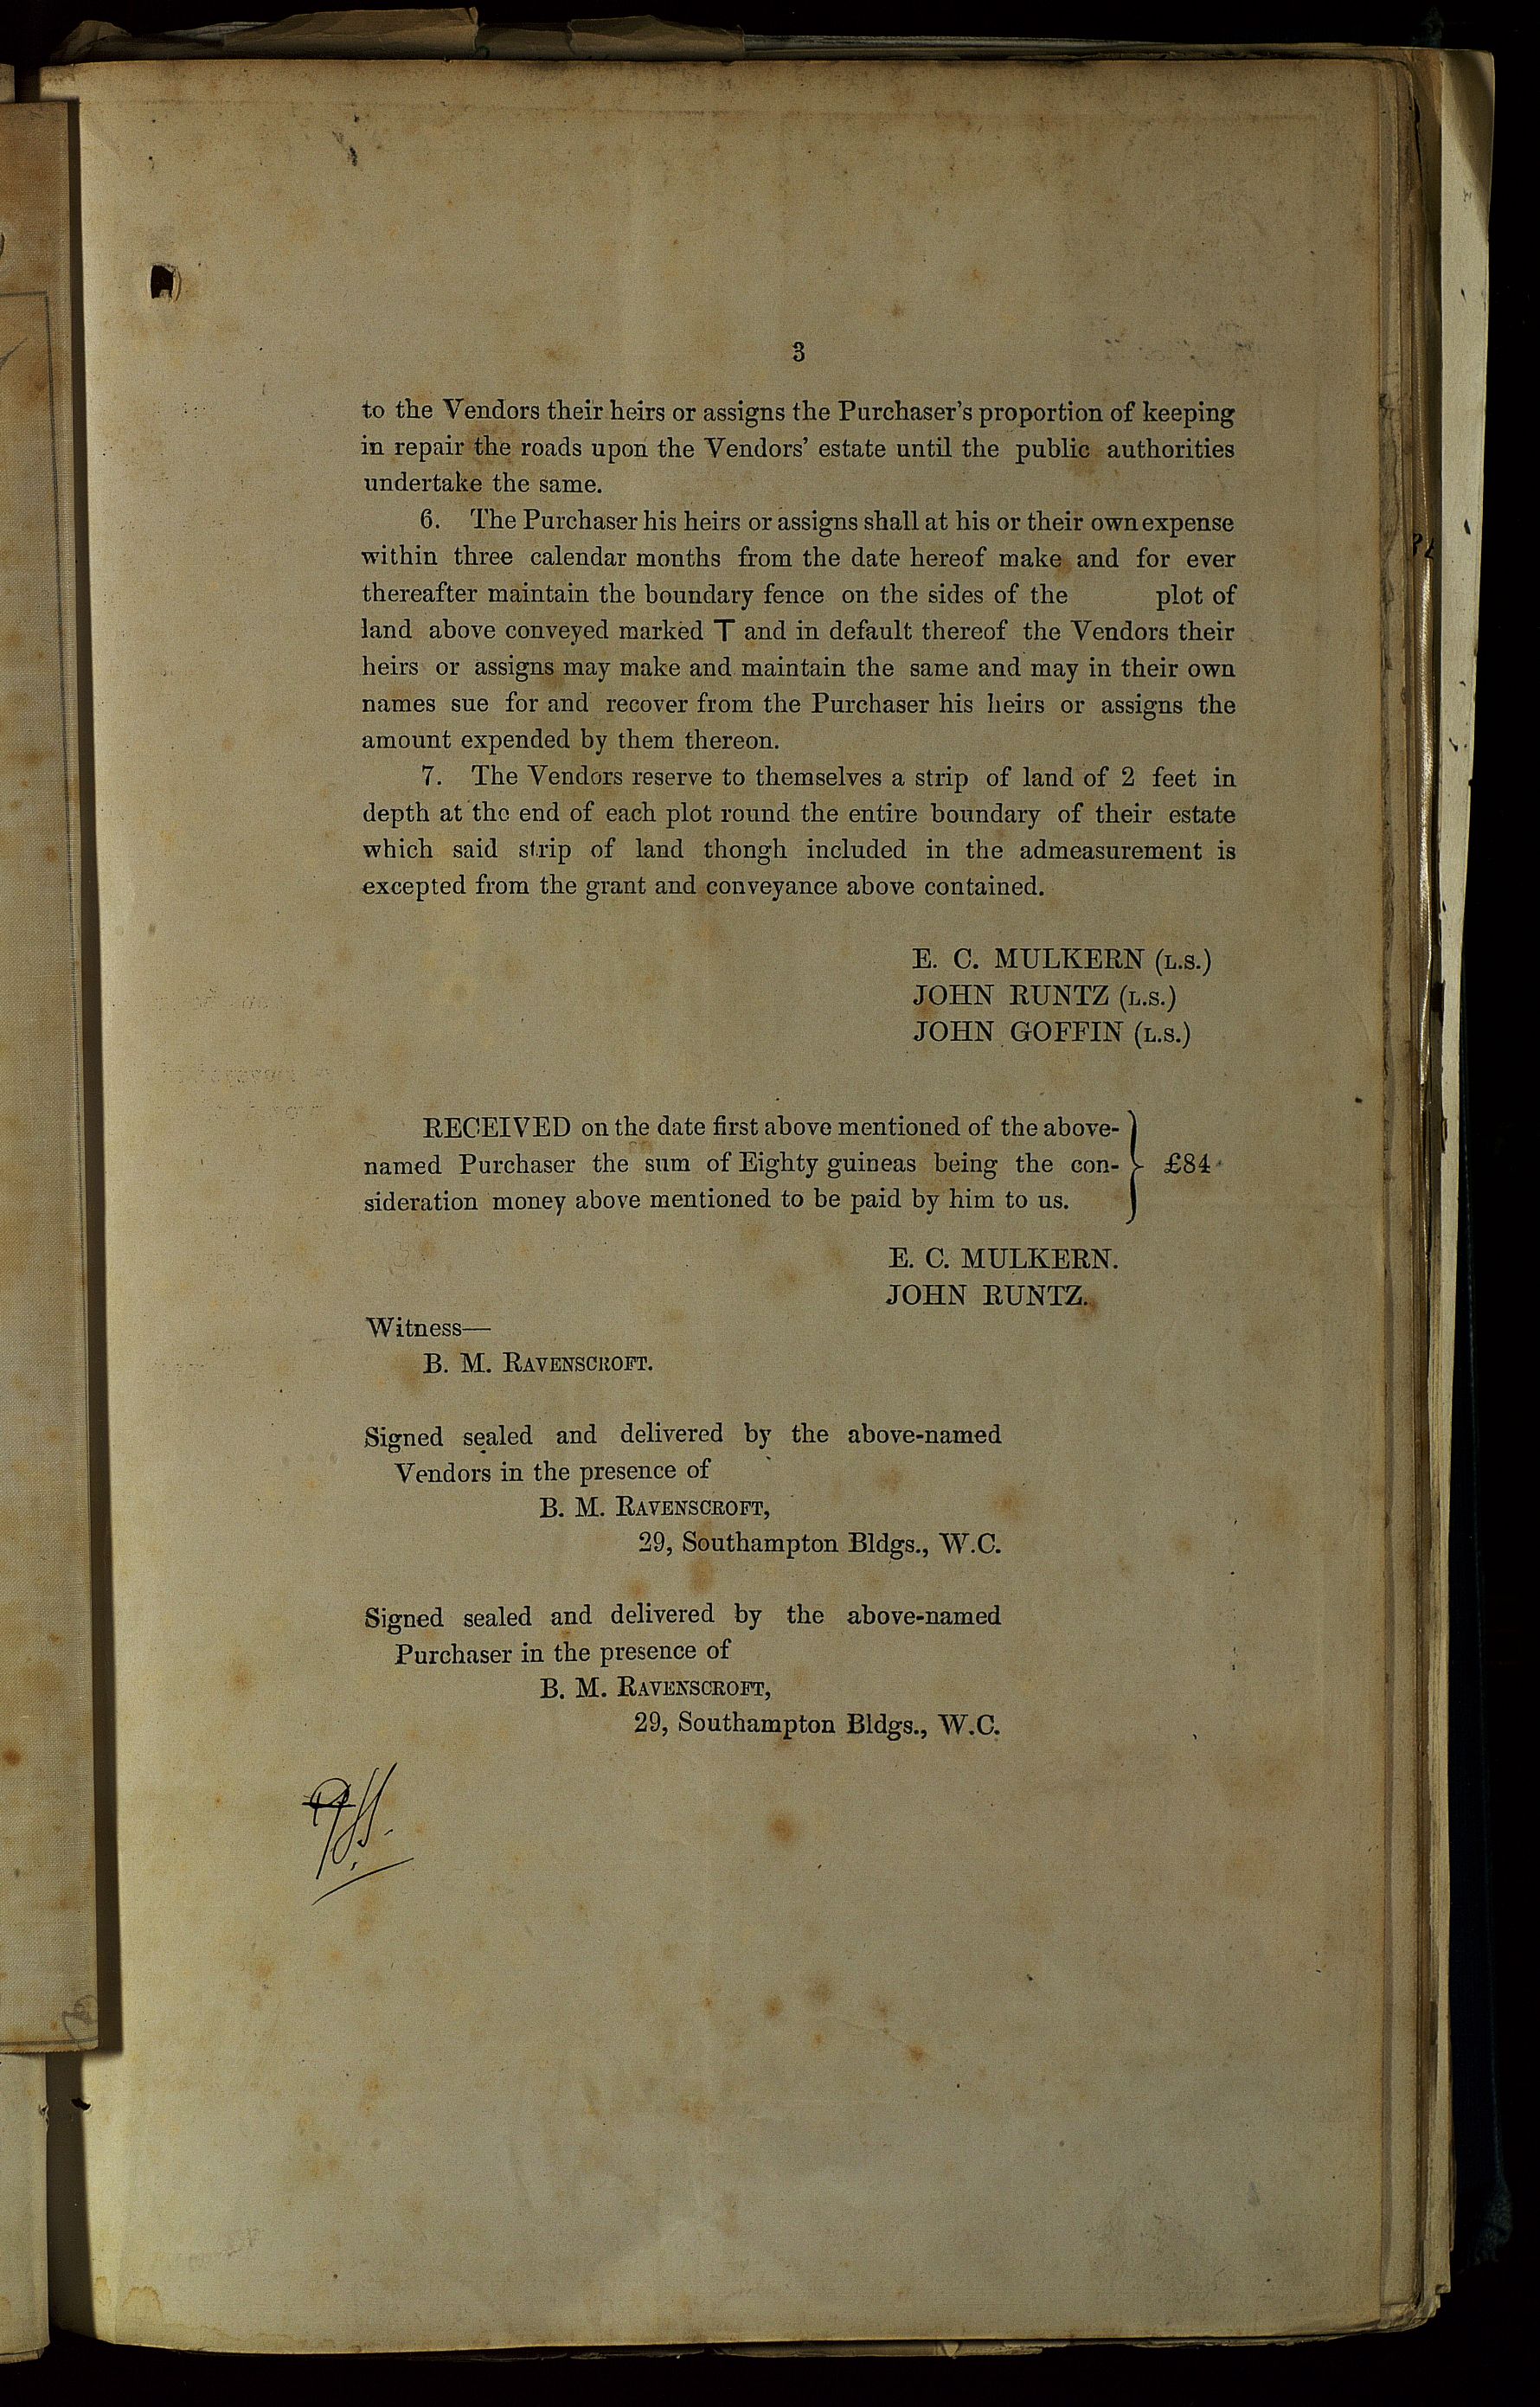 3
to the Vendors their heirs or assigns the Purchaser's proportion of keeping
in repair the roads upon the Vendors' estate until the public authorities
undertake the same.
6. The Purchaser his heirs or assigns shall at his or their own expense
within three calendar months from the date hereof make and for ever
thereafter maintain the boundary fence on the sides of the plot of
land above conveyed marked T and in default thereof the Vendors their
heirs or assigns may make and maintain the same and may in their own
names sue for and recover from the Purchaser his heirs or assigns the
amount expended by them thereon.
7. The Vendors reserve to themselves a strip of land of 2 feet in
depth at the end of each plot round the entire boundary of their estate
which said strip of land thongh included in the admeasurement is
excepted from the grant and conveyance above contained.
E. C. MULKERN (L.S.)
JOHN RUNTZ (L.S.)
JOHN GOFFIN (L.S.)
RECEIVED on the date first above mentioned of the above-
named Purchaser the sum of Eighty guineas being the con- £84
sideration money above mentioned to be paid by him to us.
E. C. MULKERN.
JOHN RUNTZ.
Witness—
B. M. RAVENSCROFT.
Signed sealed and delivered by the above-named
Vendors in the presence of
B. M. RAVENSCROFT,
29, Southampton Bldgs., W.C.
Signed sealed and delivered by the above-named
Purchaser in the presence of
B. M. RAVENSCROFT,
29, Southampton Bldgs., W.C.